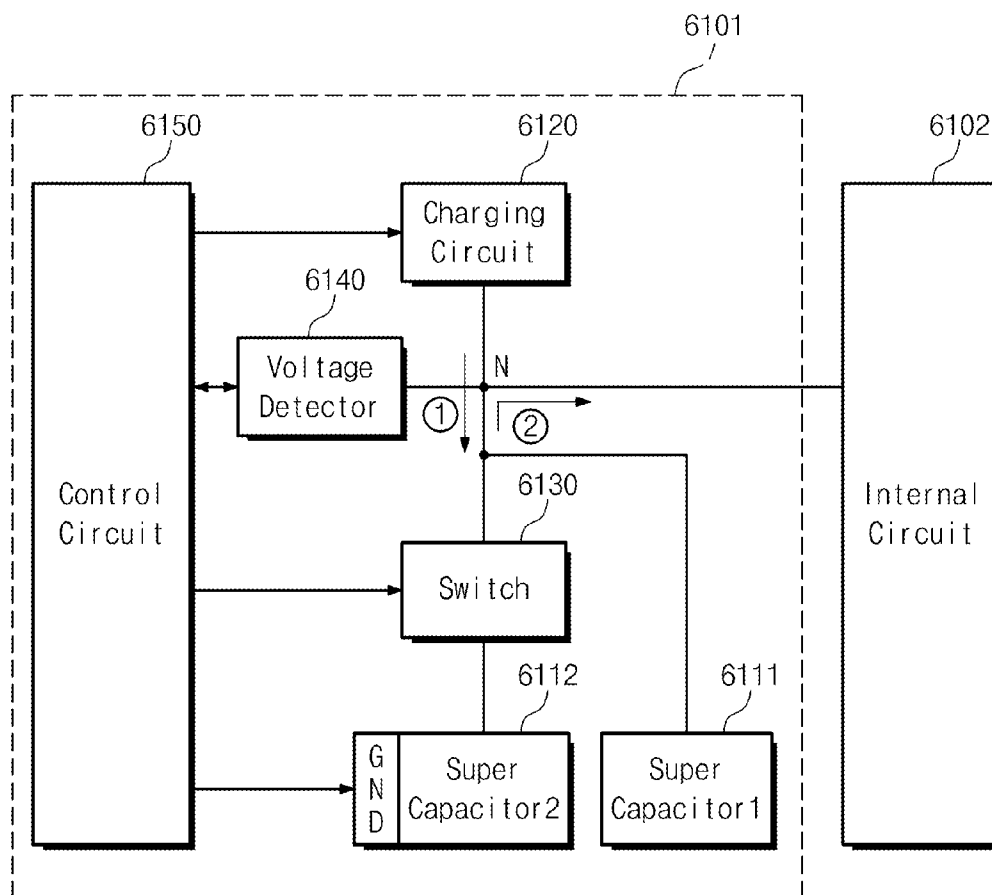 6101
6150
6120
6102
Charging
Circuit
6140
Voltage
Detector
N
①
②
6130
Control
Circuit
Internal
Circuit
Switch
6112
6111
GND
Super
Capacitor2
Super
Capacitor1